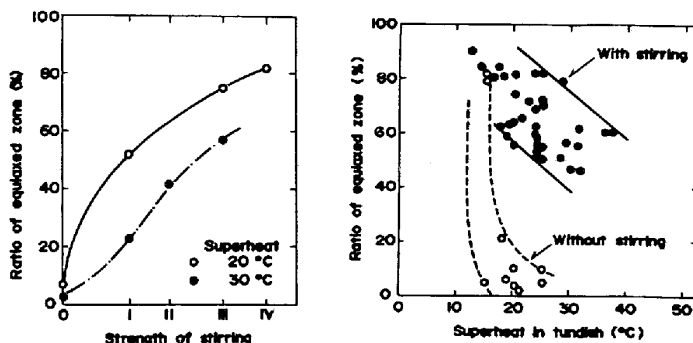 Ratio of equiaxed zone (%)
100
80
60
40
20
0
Superheat
20 °C
30 °C
0 I II III IV
Strength of stirring
Ratio of equiaxed zone (%)
100
80
60
40
20
0
With stirring
Without stirring
0 10 20 30 40 50
Superheat in tundish (°C)